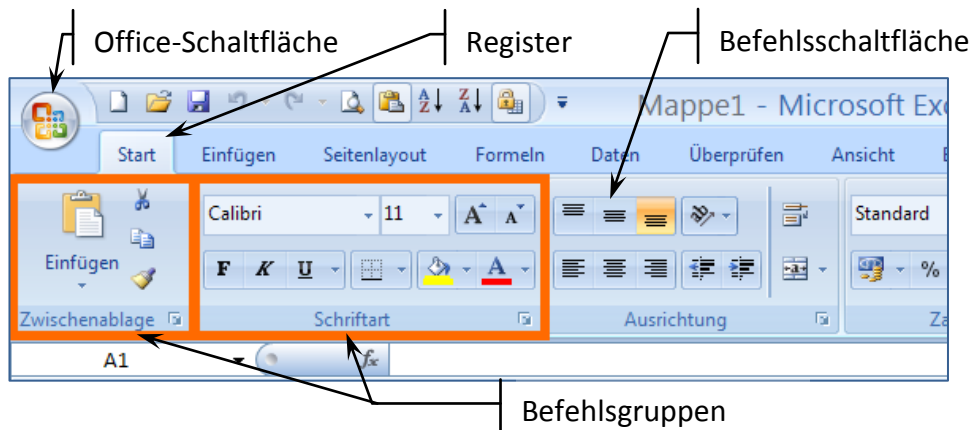 Office-Schaltfläche Register Befehlsschaltfläche
Mappe1 - Microsoft Exc
Start Einfügen Seitenlayout Formeln Daten Überprüfen Ansicht
Calibri 11 A A Standard
Einfügen F K U A a %
Zwischenablage Schriftart Ausrichtung Za
A1 fx
Befehlsgruppen